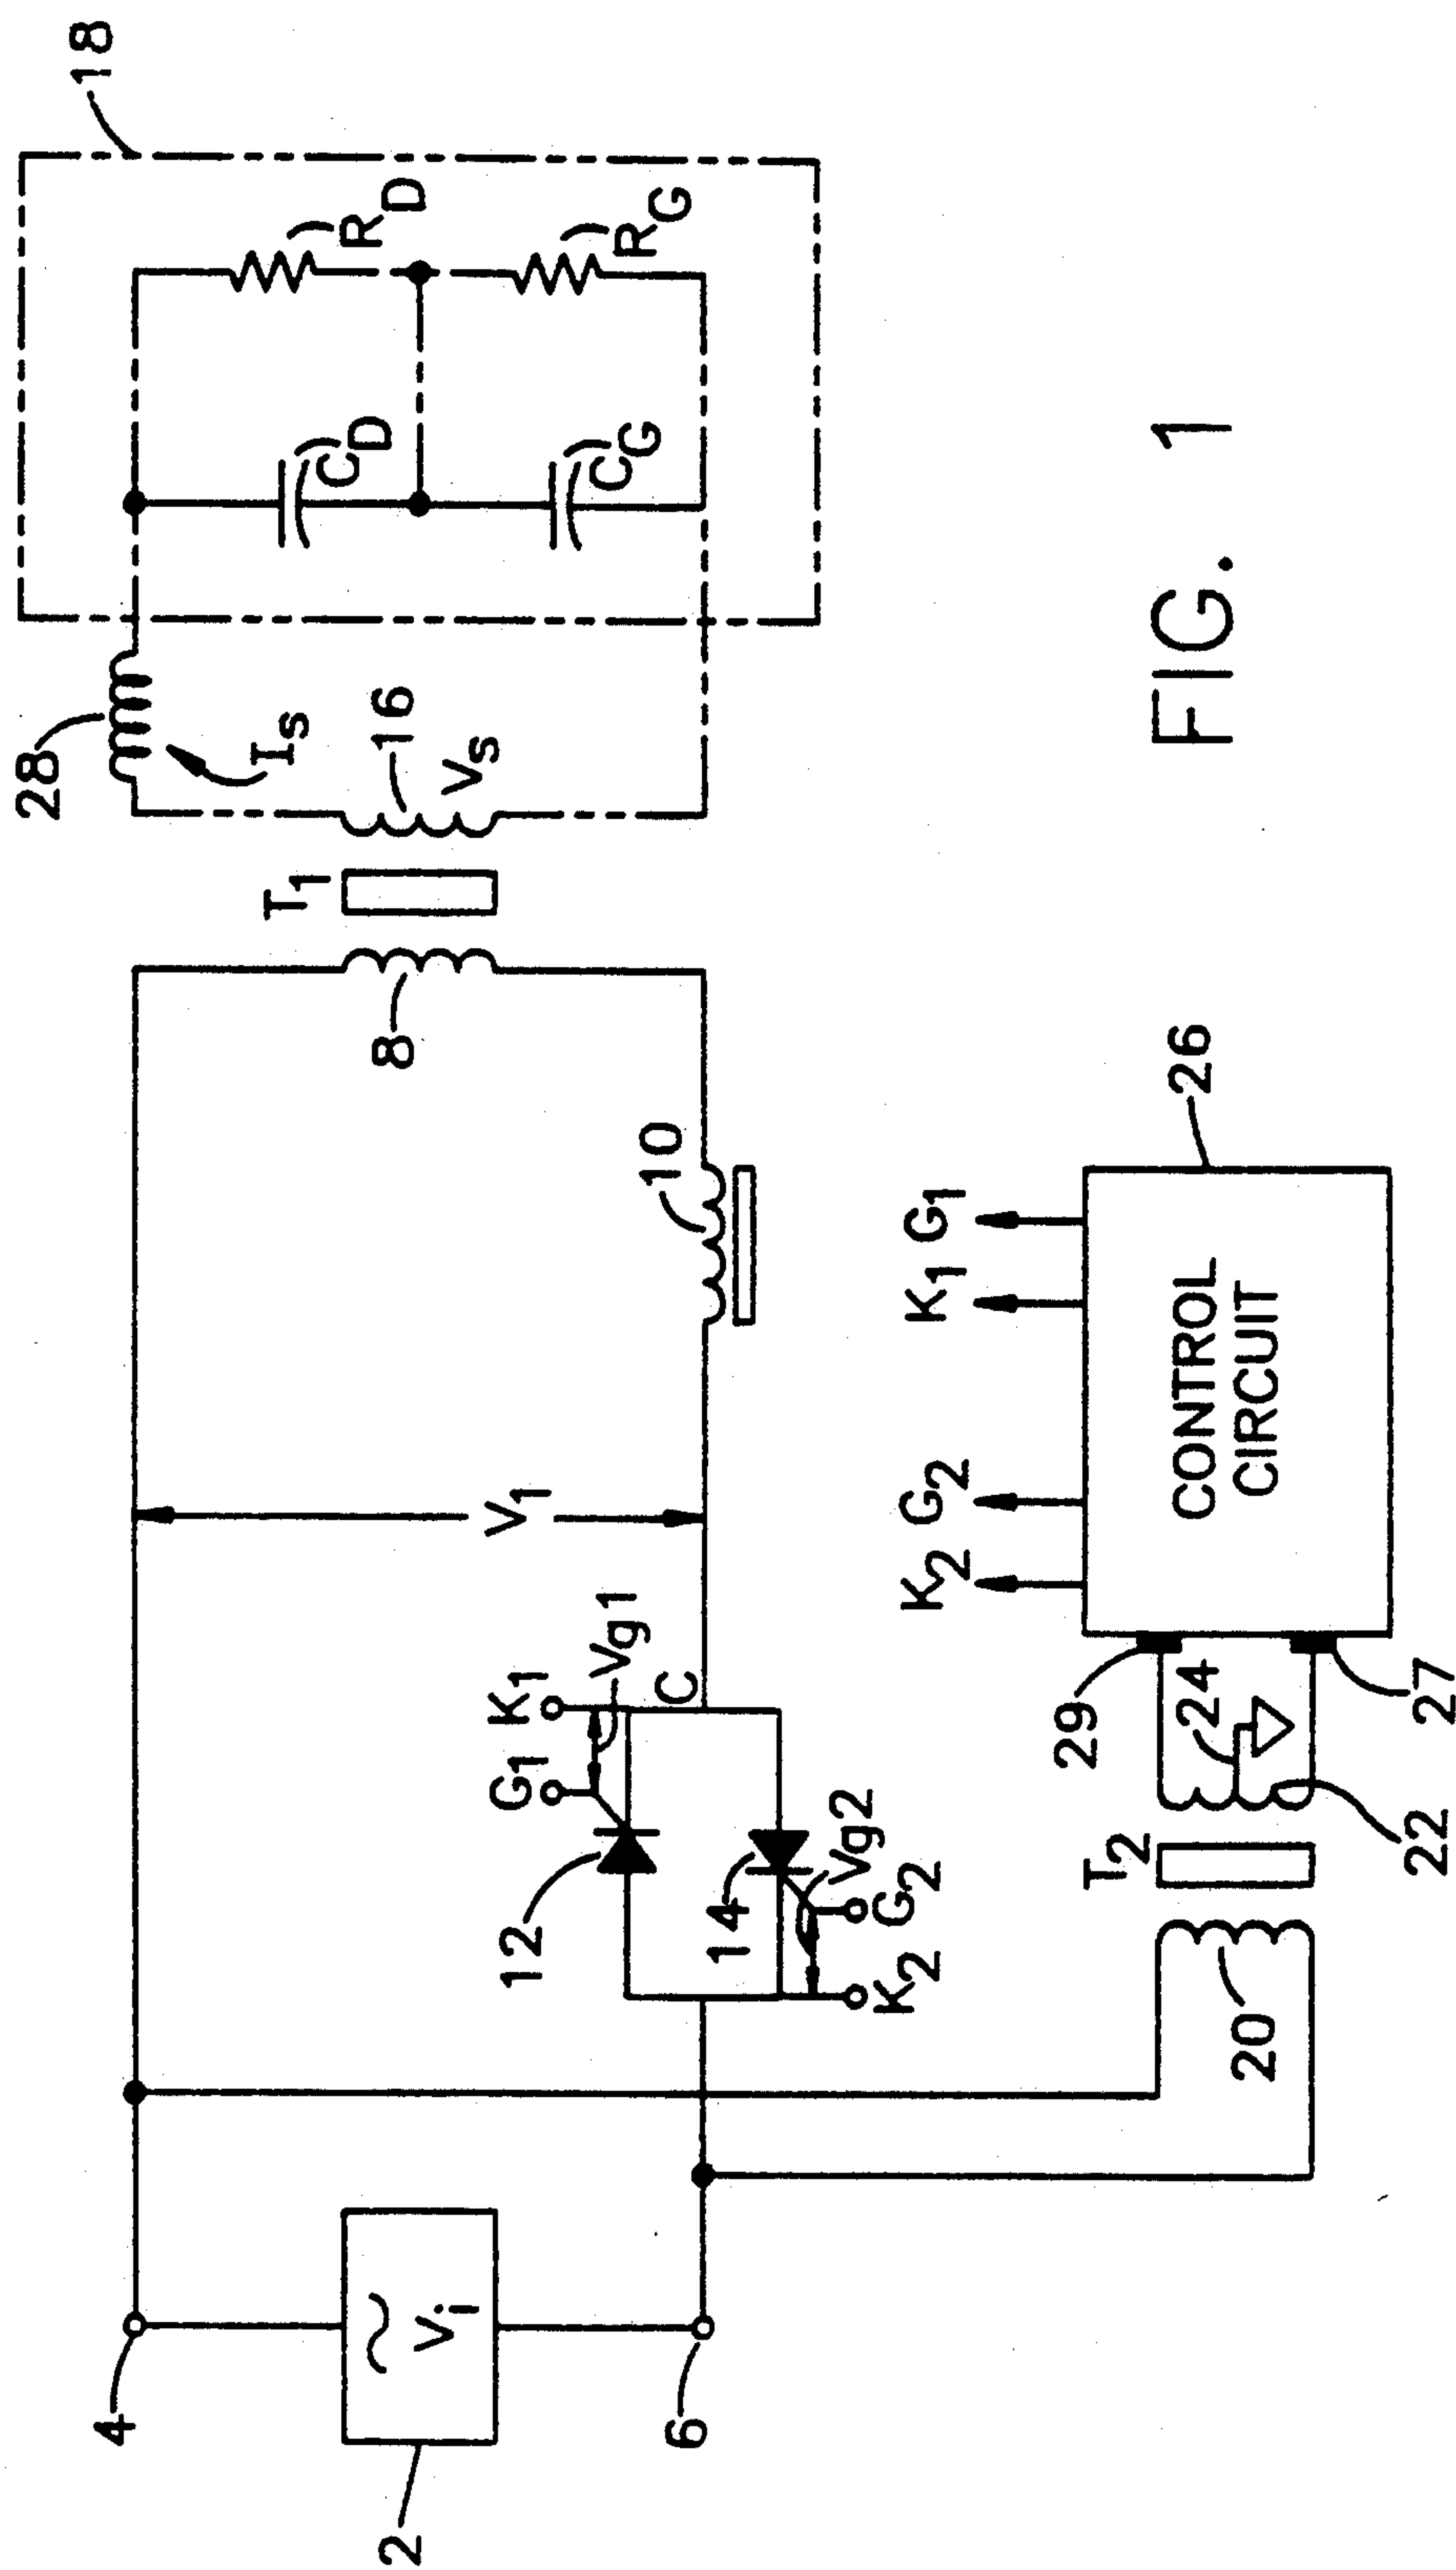 18
28
I_s
16
V_s
T_1
8
C_D
R_D
C_G
R_G
4
2
~
V_i
6
V_1
10
12
G_1
K_1
V_g1
C
14
V_g2
K_2
G_2
20
T_2
22
24
29
27
K_2
G_2
K_1
G_1
CONTROL
CIRCUIT
26
FIG. 1